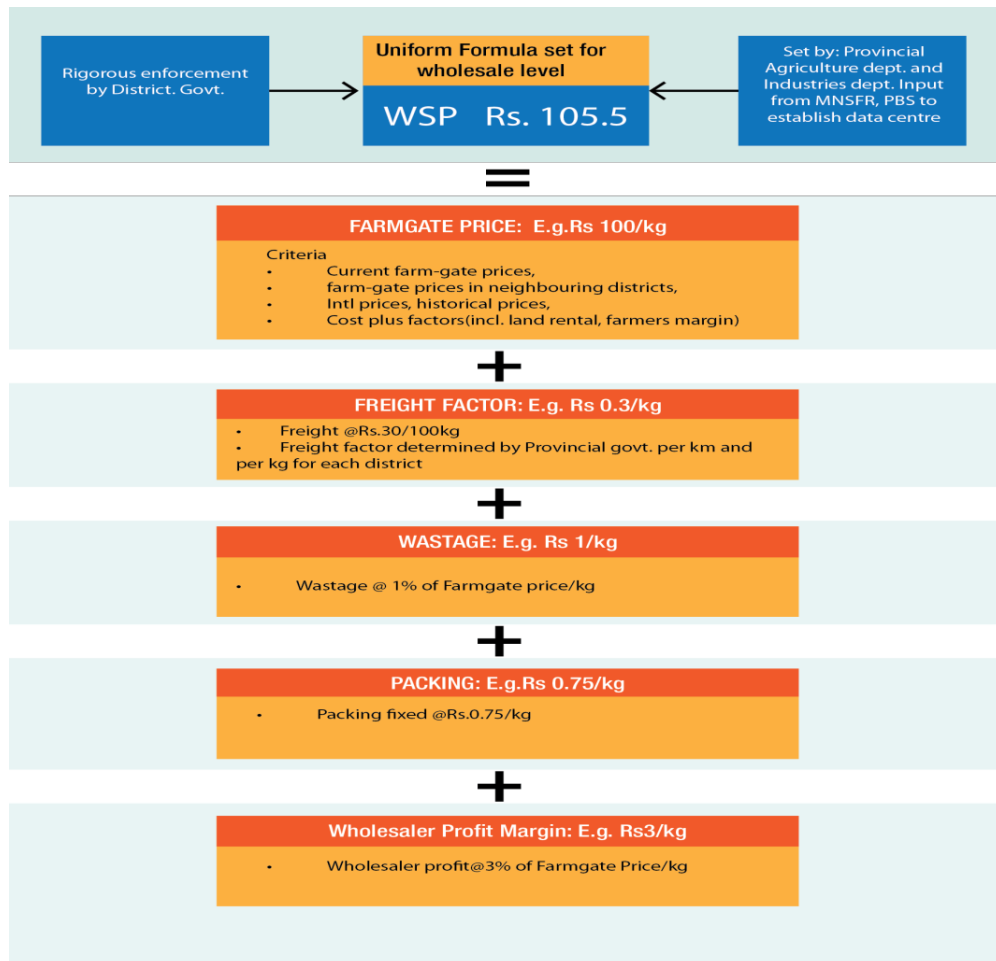 Rigorous enforcement
by District. Govt.
Uniform Formula set for
wholesale level
WSP Rs. 105.5
Set by: Provincial
Agriculture dept. and
Industries dept. Input
from MNSFR, PBS to
establish data centre
=
FARMGATE PRICE: E.g.Rs 100/kg
Criteria
• Current farm-gate prices,
• farm-gate prices in neighbouring districts,
• Intl prices, historical prices,
• Cost plus factors(incl. land rental, farmers margin)
+
FREIGHT FACTOR: E.g. Rs 0.3/kg
• Freight @Rs.30/100kg
• Freight factor determined by Provincial govt. per km and
per kg for each district
+
WASTAGE: E.g. Rs 1/kg
• Wastage @ 1% of Farmgate price/kg
+
PACKING: E.g.Rs 0.75/kg
• Packing fixed @Rs.0.75/kg
+
Wholesaler Profit Margin: E.g. Rs3/kg
• Wholesaler profit@3% of Farmgate Price/kg